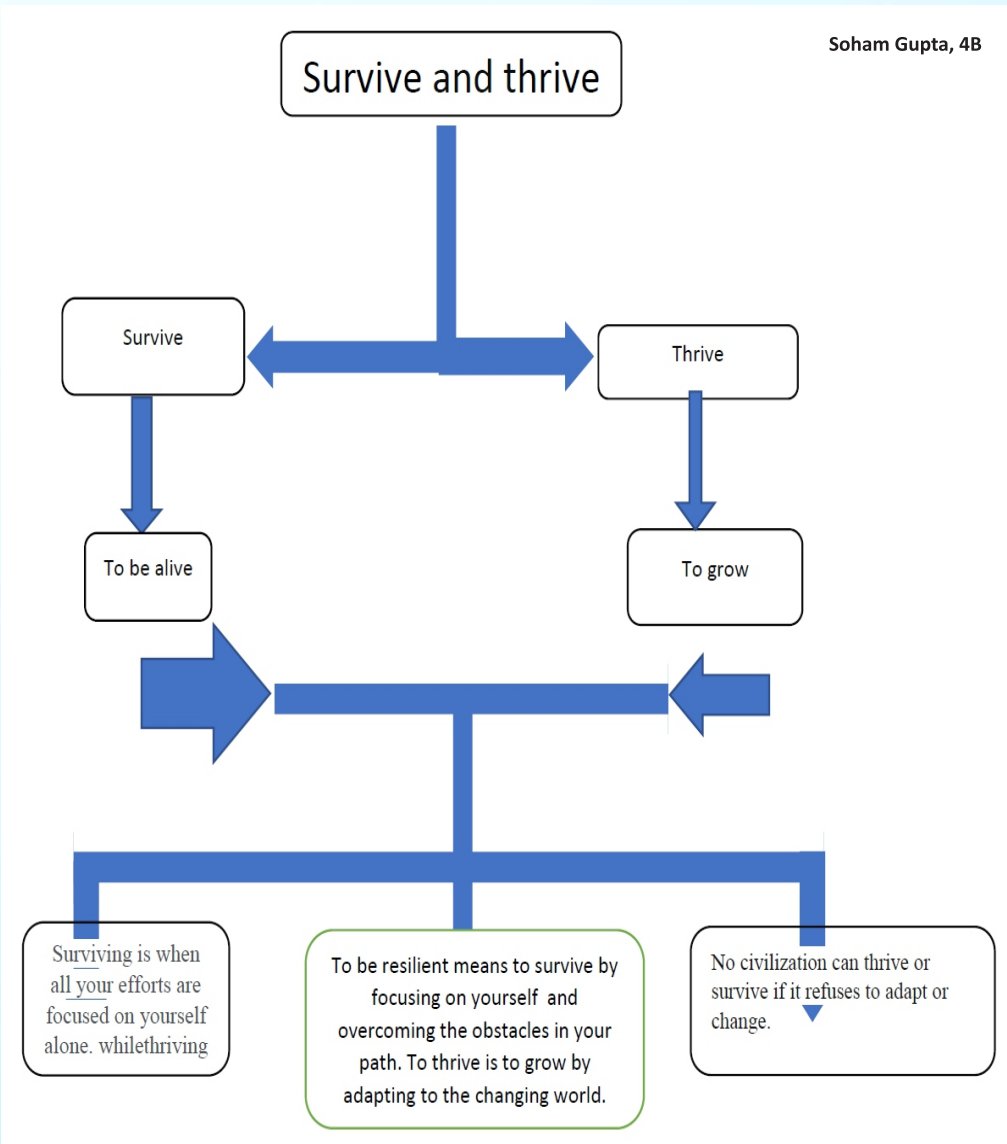 Soham Gupta, 4B
Survive and thrive
Survive
Thrive
To be alive
To grow
Surviving is when
all your efforts are
focused on yourself
alone. whilethriving
To be resilient means to survive by
focusing on yourself and
overcoming the obstacles in your
path. To thrive is to grow by
adapting to the changing world.
No civilization can thrive or
survive if it refuses to adapt or
change.